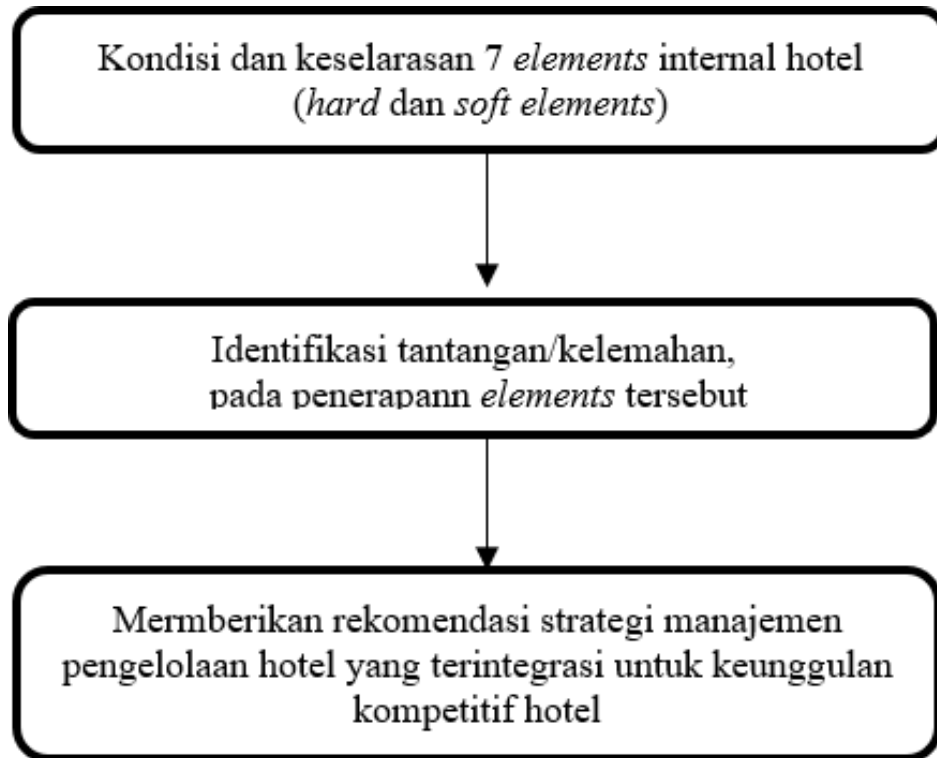 Kondisi dan keselarasan 7 elements internal hotel
(hard dan soft elements)
Identifikasi tantangan/kelemahan,
pada penerapann elements tersebut
Mermberikan rekomendasi strategi manajemen
pengelolaan hotel yang terintegrasi untuk keunggulan
kompetitif hotel